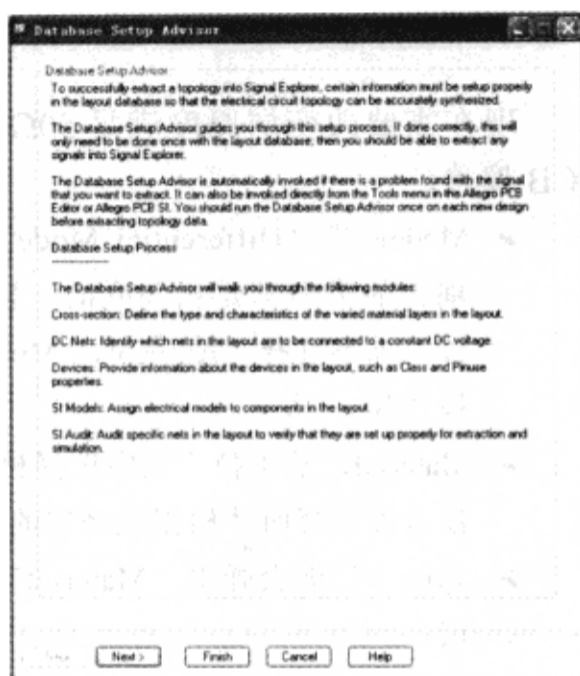 Database Setup Advisor
Database Setup Advisor
To successfully extract a topology into Signal Explorer, certain information must be setup properly
in the layout database so that the electrical circuit topology can be accurately synthesized.
The Database Setup Advisor guides you through this setup process. If done correctly, this will
only need to be done once with the layout database; then you should be able to extract any
signals into Signal Explorer.
The Database Setup Advisor is automatically invoked if there is a problem found with the signal
that you want to extract. It can also be invoked directly from the Tools menu in the Allegro PCB
Editor or Allegro PCB SI. You should run the Database Setup Advisor once on each new design
before extracting topology data.
Database Setup Process
------------
The Database Setup Advisor will walk you through the following modules:
Cross-section: Define the type and characteristics of the varied material layers in the layout.
DC Nets: Identify which nets in the layout are to be connected to a constant DC voltage.
Devices: Provide information about the devices in the layout, such as Class and Pinuse
properties.
SI Models: Assign electrical models to components in the layout.
SI Audit: Audit specific nets in the layout to verify that they are set up properly for extraction and
simulation.
Next > Finish Cancel Help